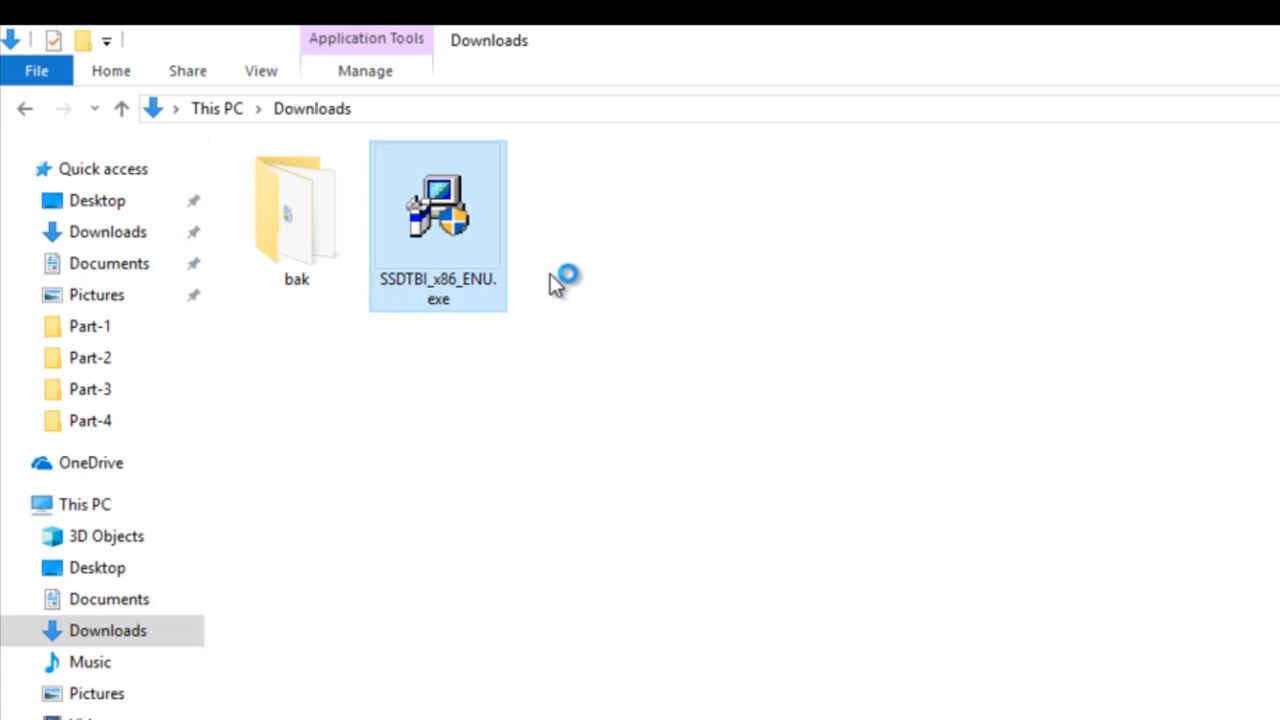 Application Tools
Downloads
File
Home
Share
View
Manage
This PC
Downloads
Quick access
Desktop
Downloads
Documents
Pictures
Part-1
Part-2
Part-3
Part-4
OneDrive
This PC
3D Objects
Desktop
Documents
Downloads
Music
Pictures
bak
SSDTBI_x86_ENU.
exe